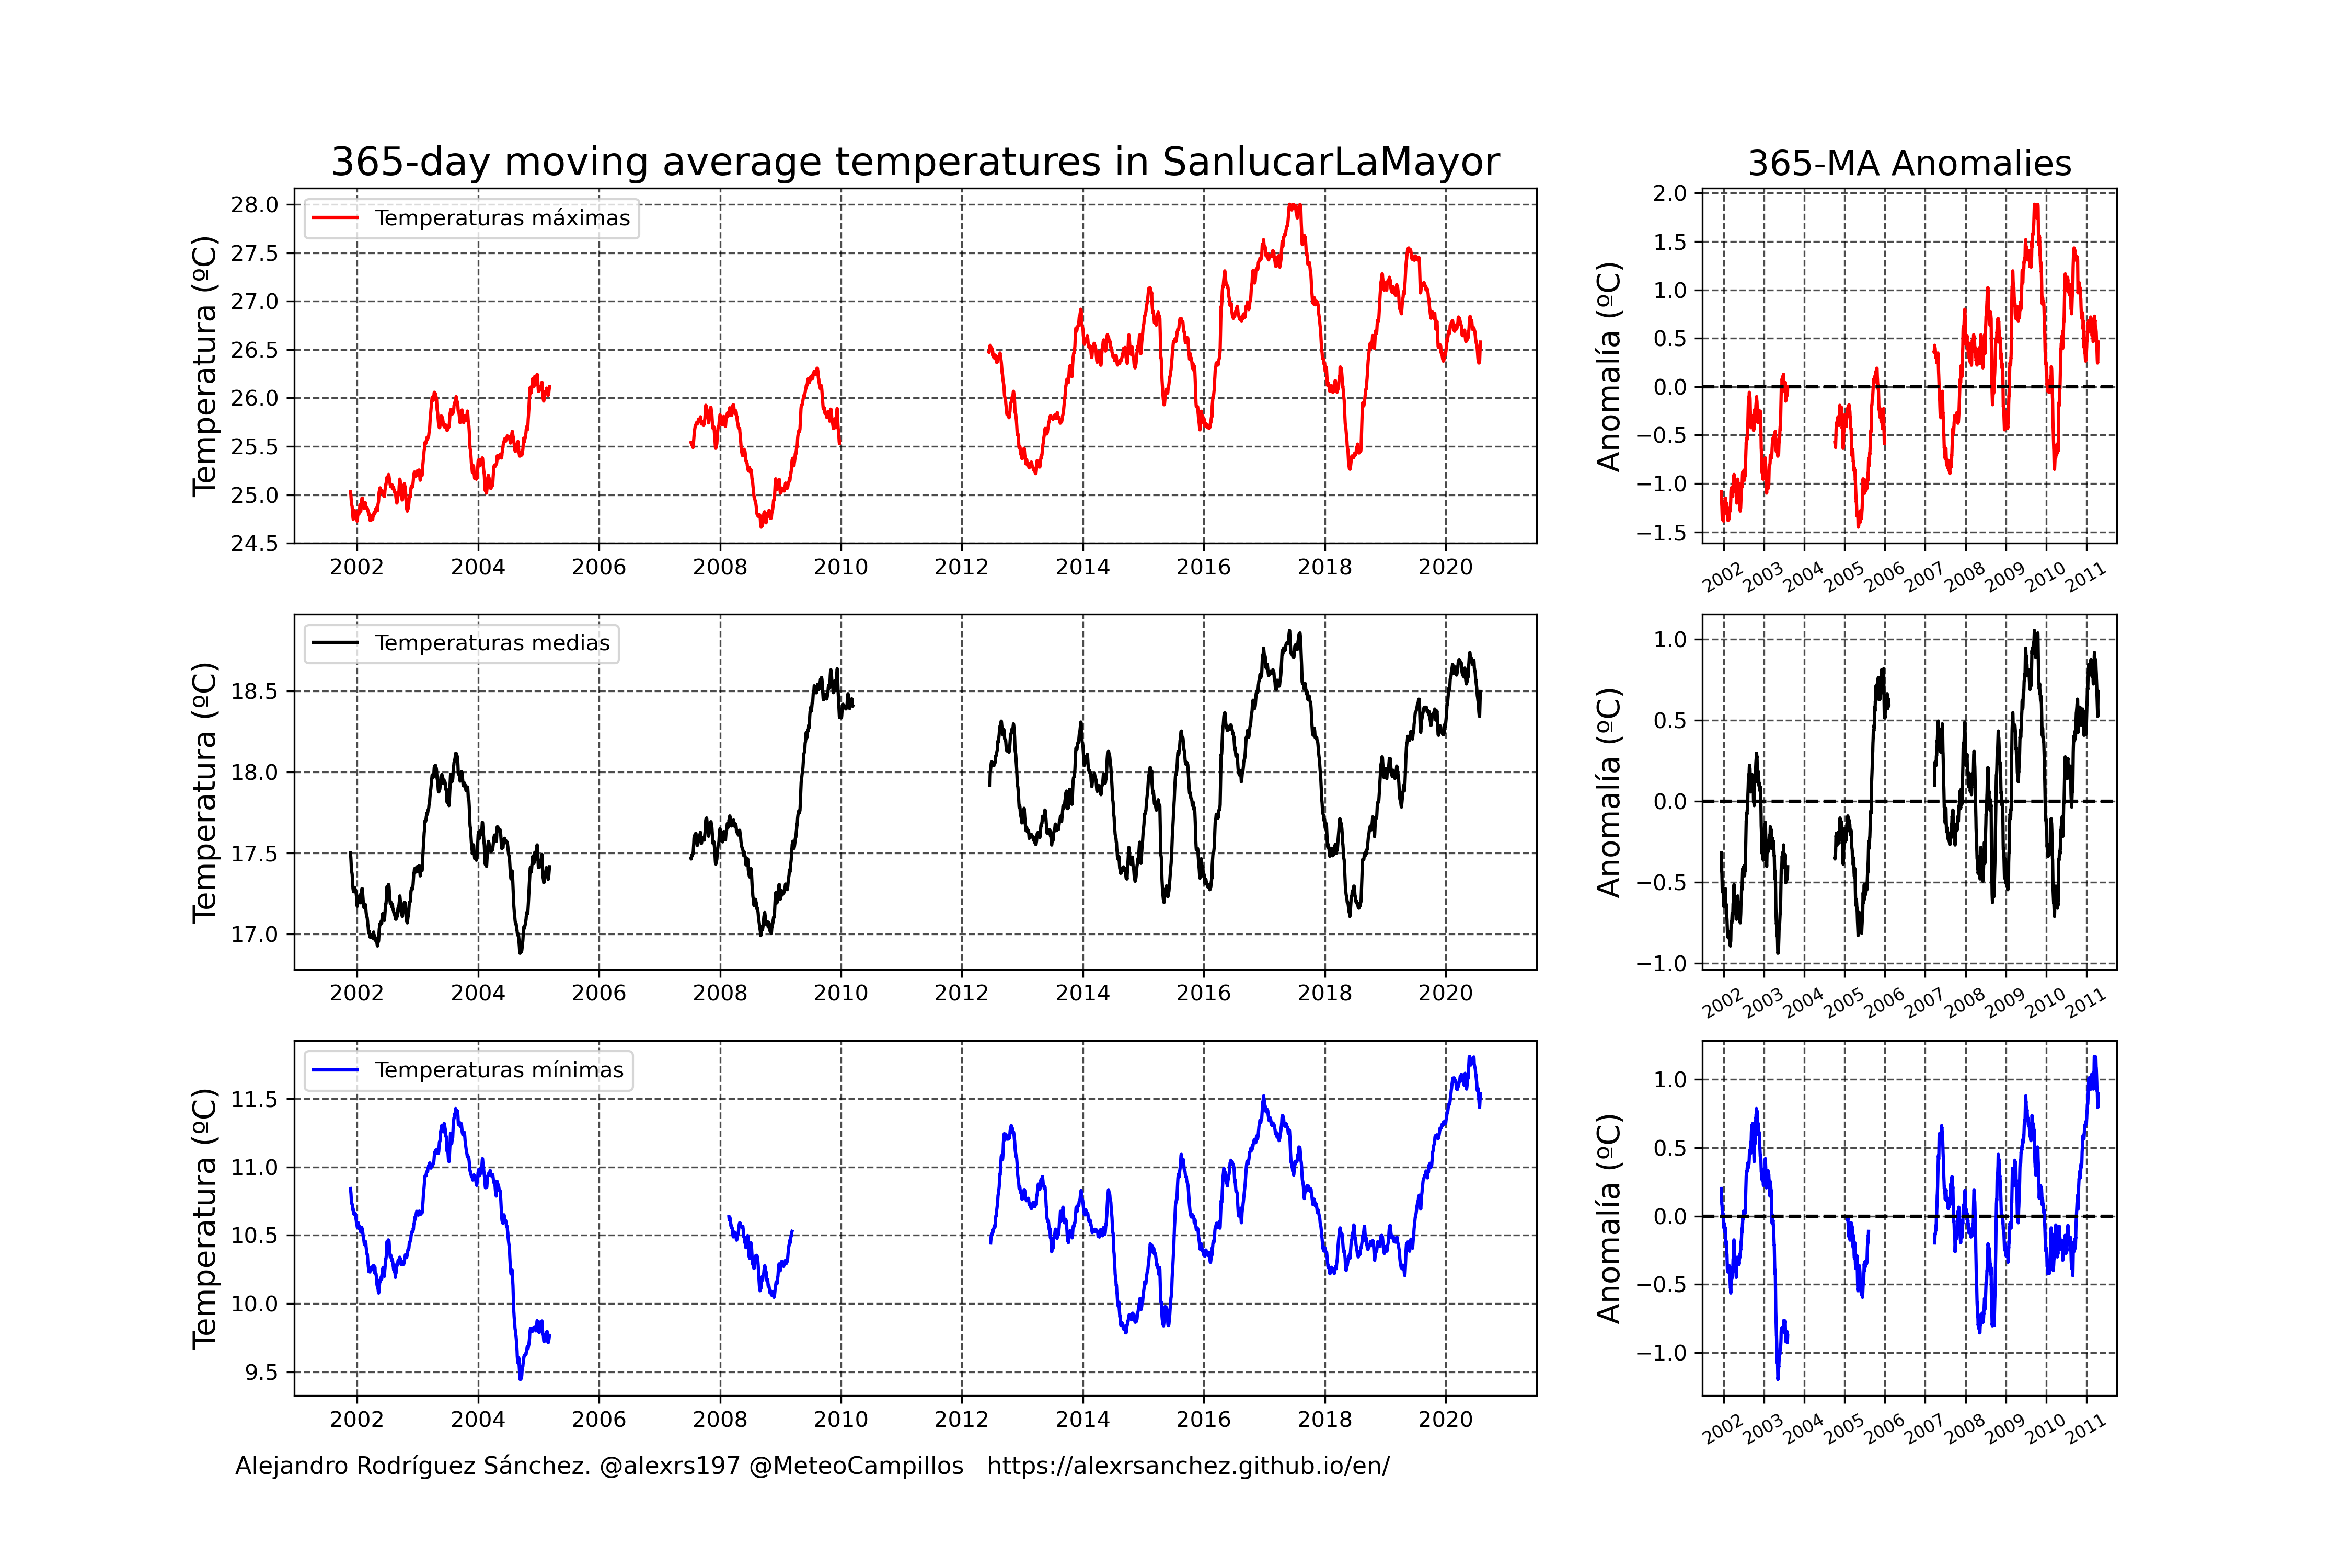 365-day moving average temperatures in SanlucarLaMayor
Temperatura (ºC)
28.0
27.5
27.0
26.5
26.0
25.5
25.0
24.5
Temperaturas máximas
2002 2004 2006 2008 2010 2012 2014 2016 2018 2020
365-MA Anomalies
Anomalía (ºC)
2.0
1.5
1.0
0.5
0.0
−0.5
−1.0
−1.5
2002 2003 2004 2005 2006 2007 2008 2009 2010 2011
Temperatura (ºC)
18.5
18.0
17.5
17.0
Temperaturas medias
2002 2004 2006 2008 2010 2012 2014 2016 2018 2020
Anomalía (ºC)
1.0
0.5
0.0
−0.5
−1.0
2002 2003 2004 2005 2006 2007 2008 2009 2010 2011
Temperatura (ºC)
11.5
11.0
10.5
10.0
9.5
Temperaturas mínimas
2002 2004 2006 2008 2010 2012 2014 2016 2018 2020
Anomalía (ºC)
1.0
0.5
0.0
−0.5
−1.0
2002 2003 2004 2005 2006 2007 2008 2009 2010 2011
Alejandro Rodríguez Sánchez. @alexrs197 @MeteoCampillos https://alexrsanchez.github.io/en/